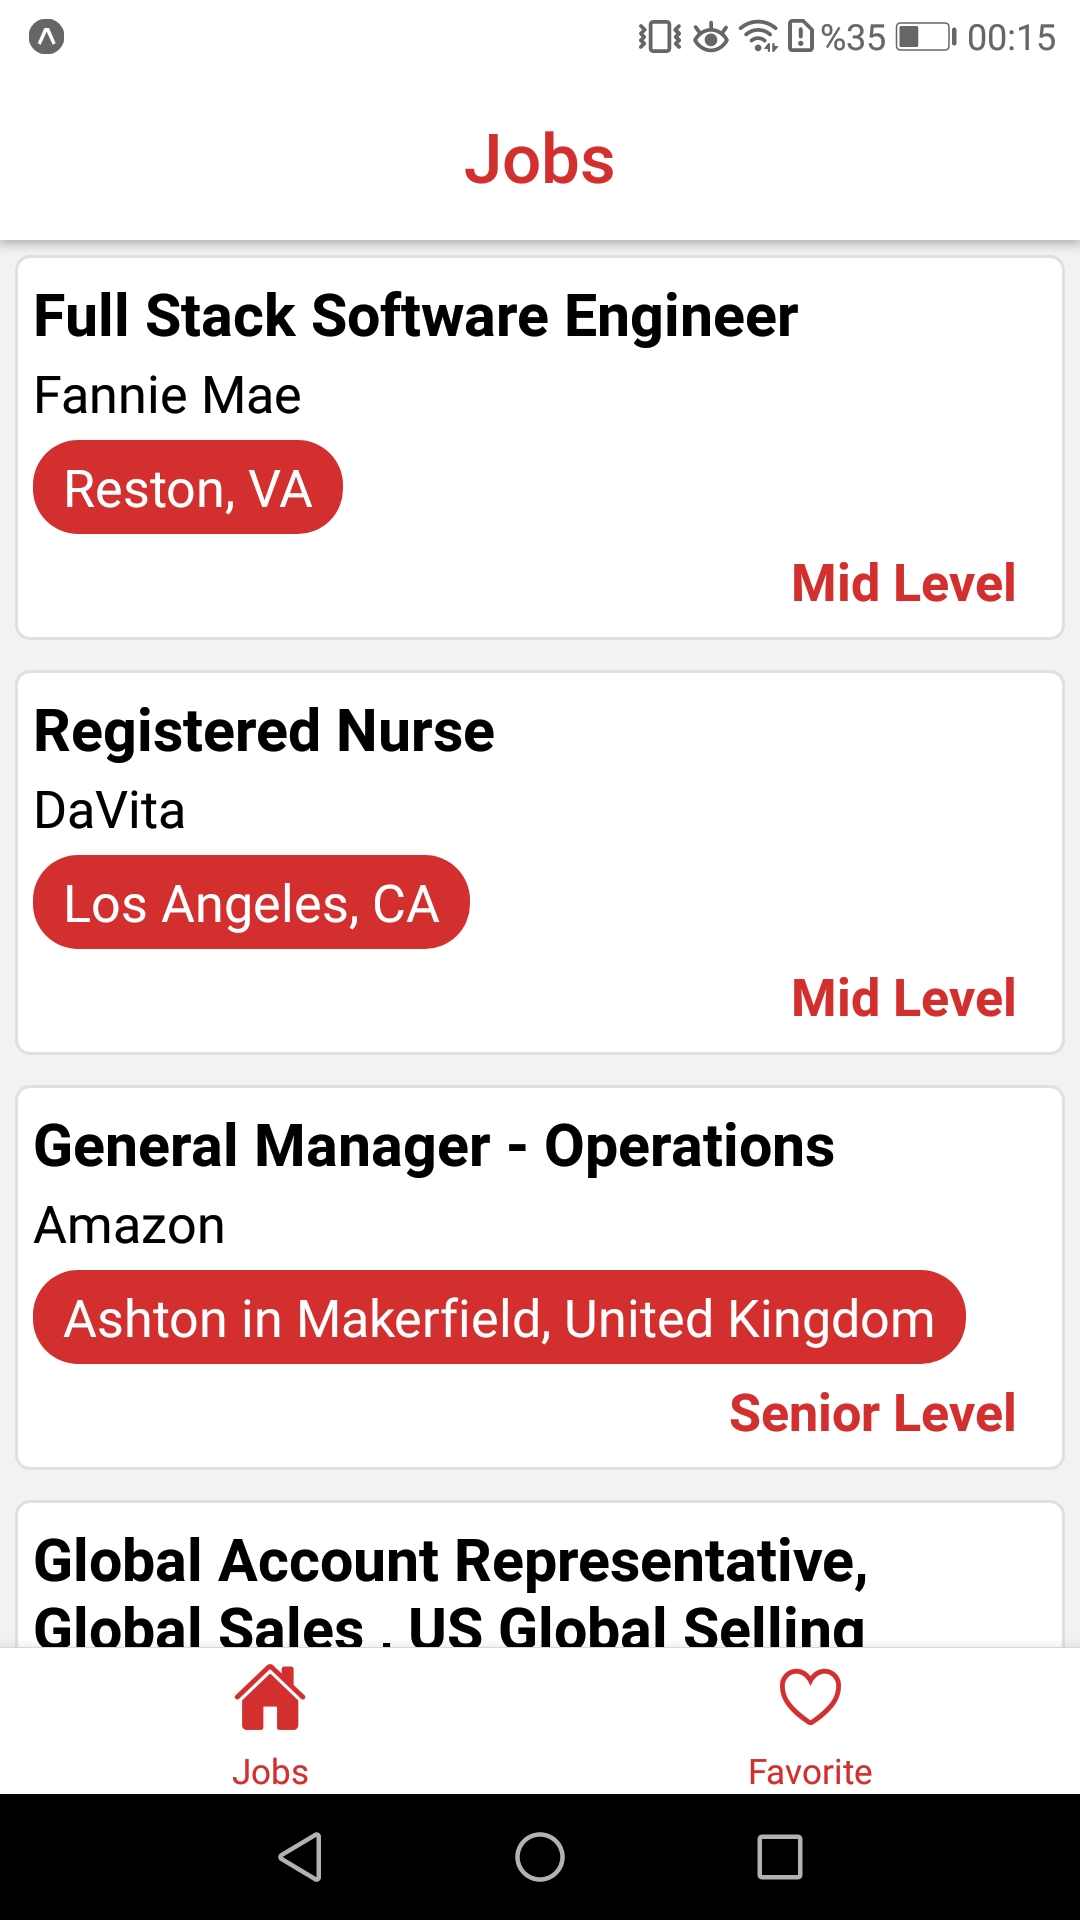 %35 00:15
Jobs
Full Stack Software Engineer
Fannie Mae
Reston, VA
Mid Level
Registered Nurse
DaVita
Los Angeles, CA
Mid Level
General Manager - Operations
Amazon
Ashton in Makerfield, United Kingdom
Senior Level
Global Account Representative,
Global Sales , US Global Selling
Jobs
Favorite